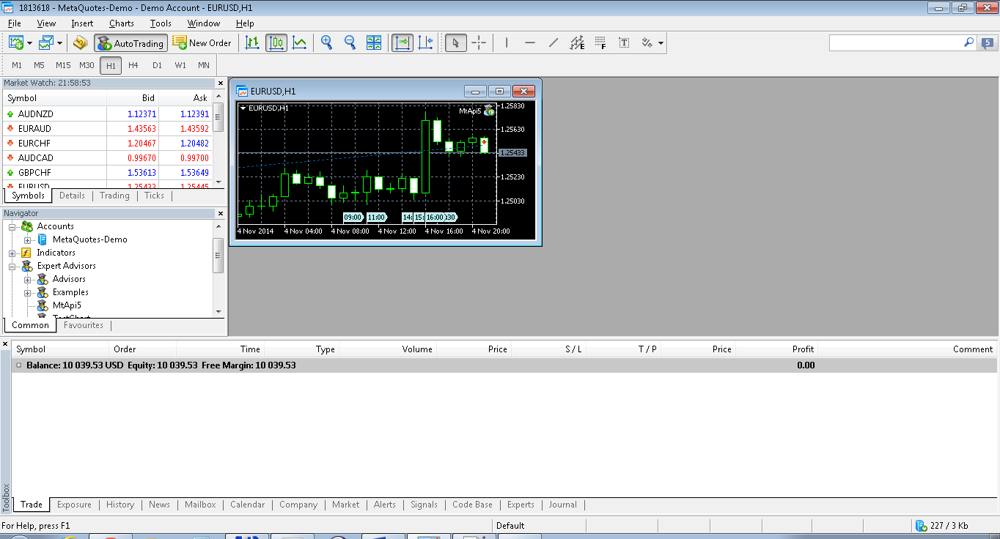 1813618 - MetaQuotes-Demo - Demo Account - EURUSD,H1
File View Insert Charts Tools Window Help
AutoTrading New Order E F T 5
M1 M5 M15 M30 H1 H4 D1 W1 MN
Market Watch: 21:58:53
Symbol Bid Ask
AUDNZD 1.12371 1.12391
EURAUD 1.43563 1.43592
EURCHF 1.20467 1.20482
AUDCAD 0.99670 0.99700
GBPCHF 1.53613 1.53649
EURUSD 1.25433 1.25445
Symbols Details Trading Ticks
Navigator
Accounts
MetaQuotes-Demo
Indicators
Expert Advisors
Advisors
Examples
MtApi5
TestChart
Common Favourites
EURUSD,H1
EURUSD,H1
MtApi5
1.25830
1.25630
1.25433
1.25230
1.25030
09:00 11:00 14: 15: 16:00 30
4 Nov 2014 4 Nov 04:00 4 Nov 08:00 4 Nov 12:00 4 Nov 16:00 4 Nov 20:00
Symbol Order Time Type Volume Price S / L T / P Price Profit Comment
Balance: 10 039.53 USD Equity: 10 039.53 Free Margin: 10 039.53 0.00
Toolbox
Trade Exposure History News Mailbox Calendar Company Market Alerts Signals Code Base Experts Journal
For Help, press F1 Default 227 / 3 Kb